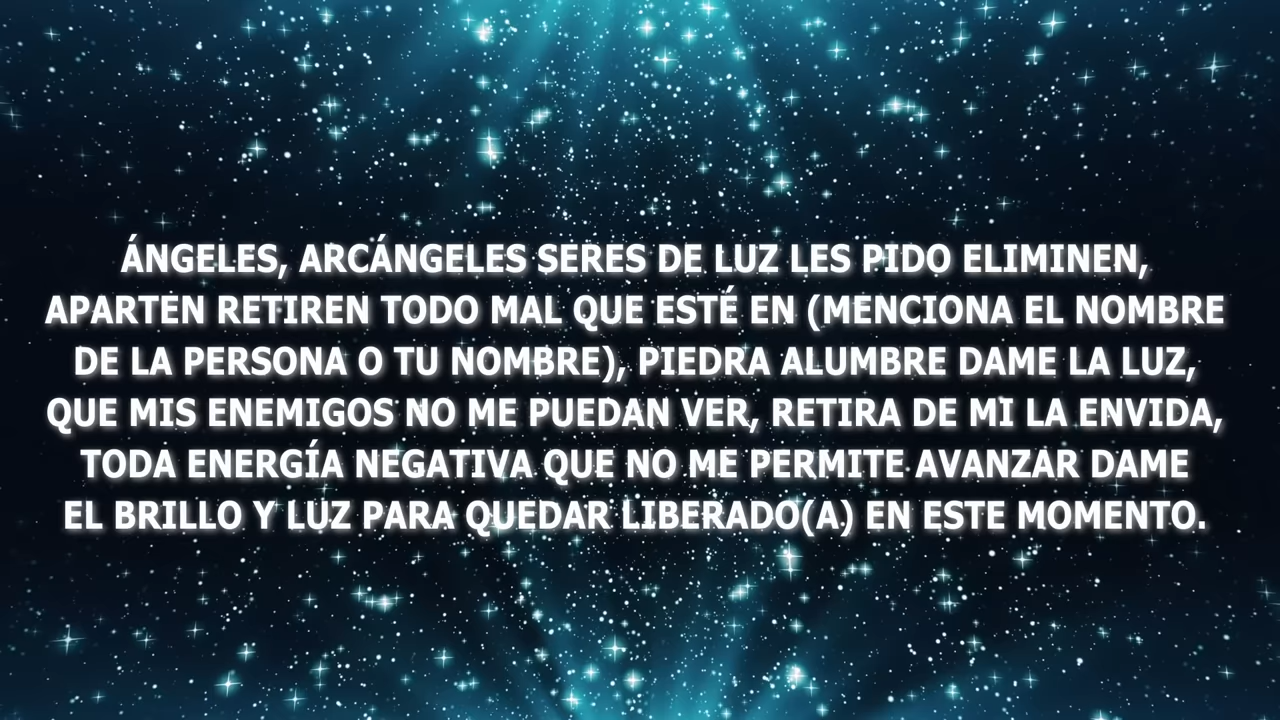 ÁNGELES, ARCÁNGELES SERES DE LUZ LES PIDO ELIMINEN,
APARTEN RETIREN TODO MAL QUE ESTÉ EN (MENCIONA EL NOMBRE
DE LA PERSONA O TU NOMBRE), PIEDRA ALUMBRE DAME LA LUZ,
QUE MIS ENEMIGOS NO ME PUEDAN VER, RETIRA DE MI LA ENVIDA,
TODA ENERGÍA NEGATIVA QUE NO ME PERMITE AVANZAR DAME
EL BRILLO Y LUZ PARA QUEDAR LIBERADO(A) EN ESTE MOMENTO.